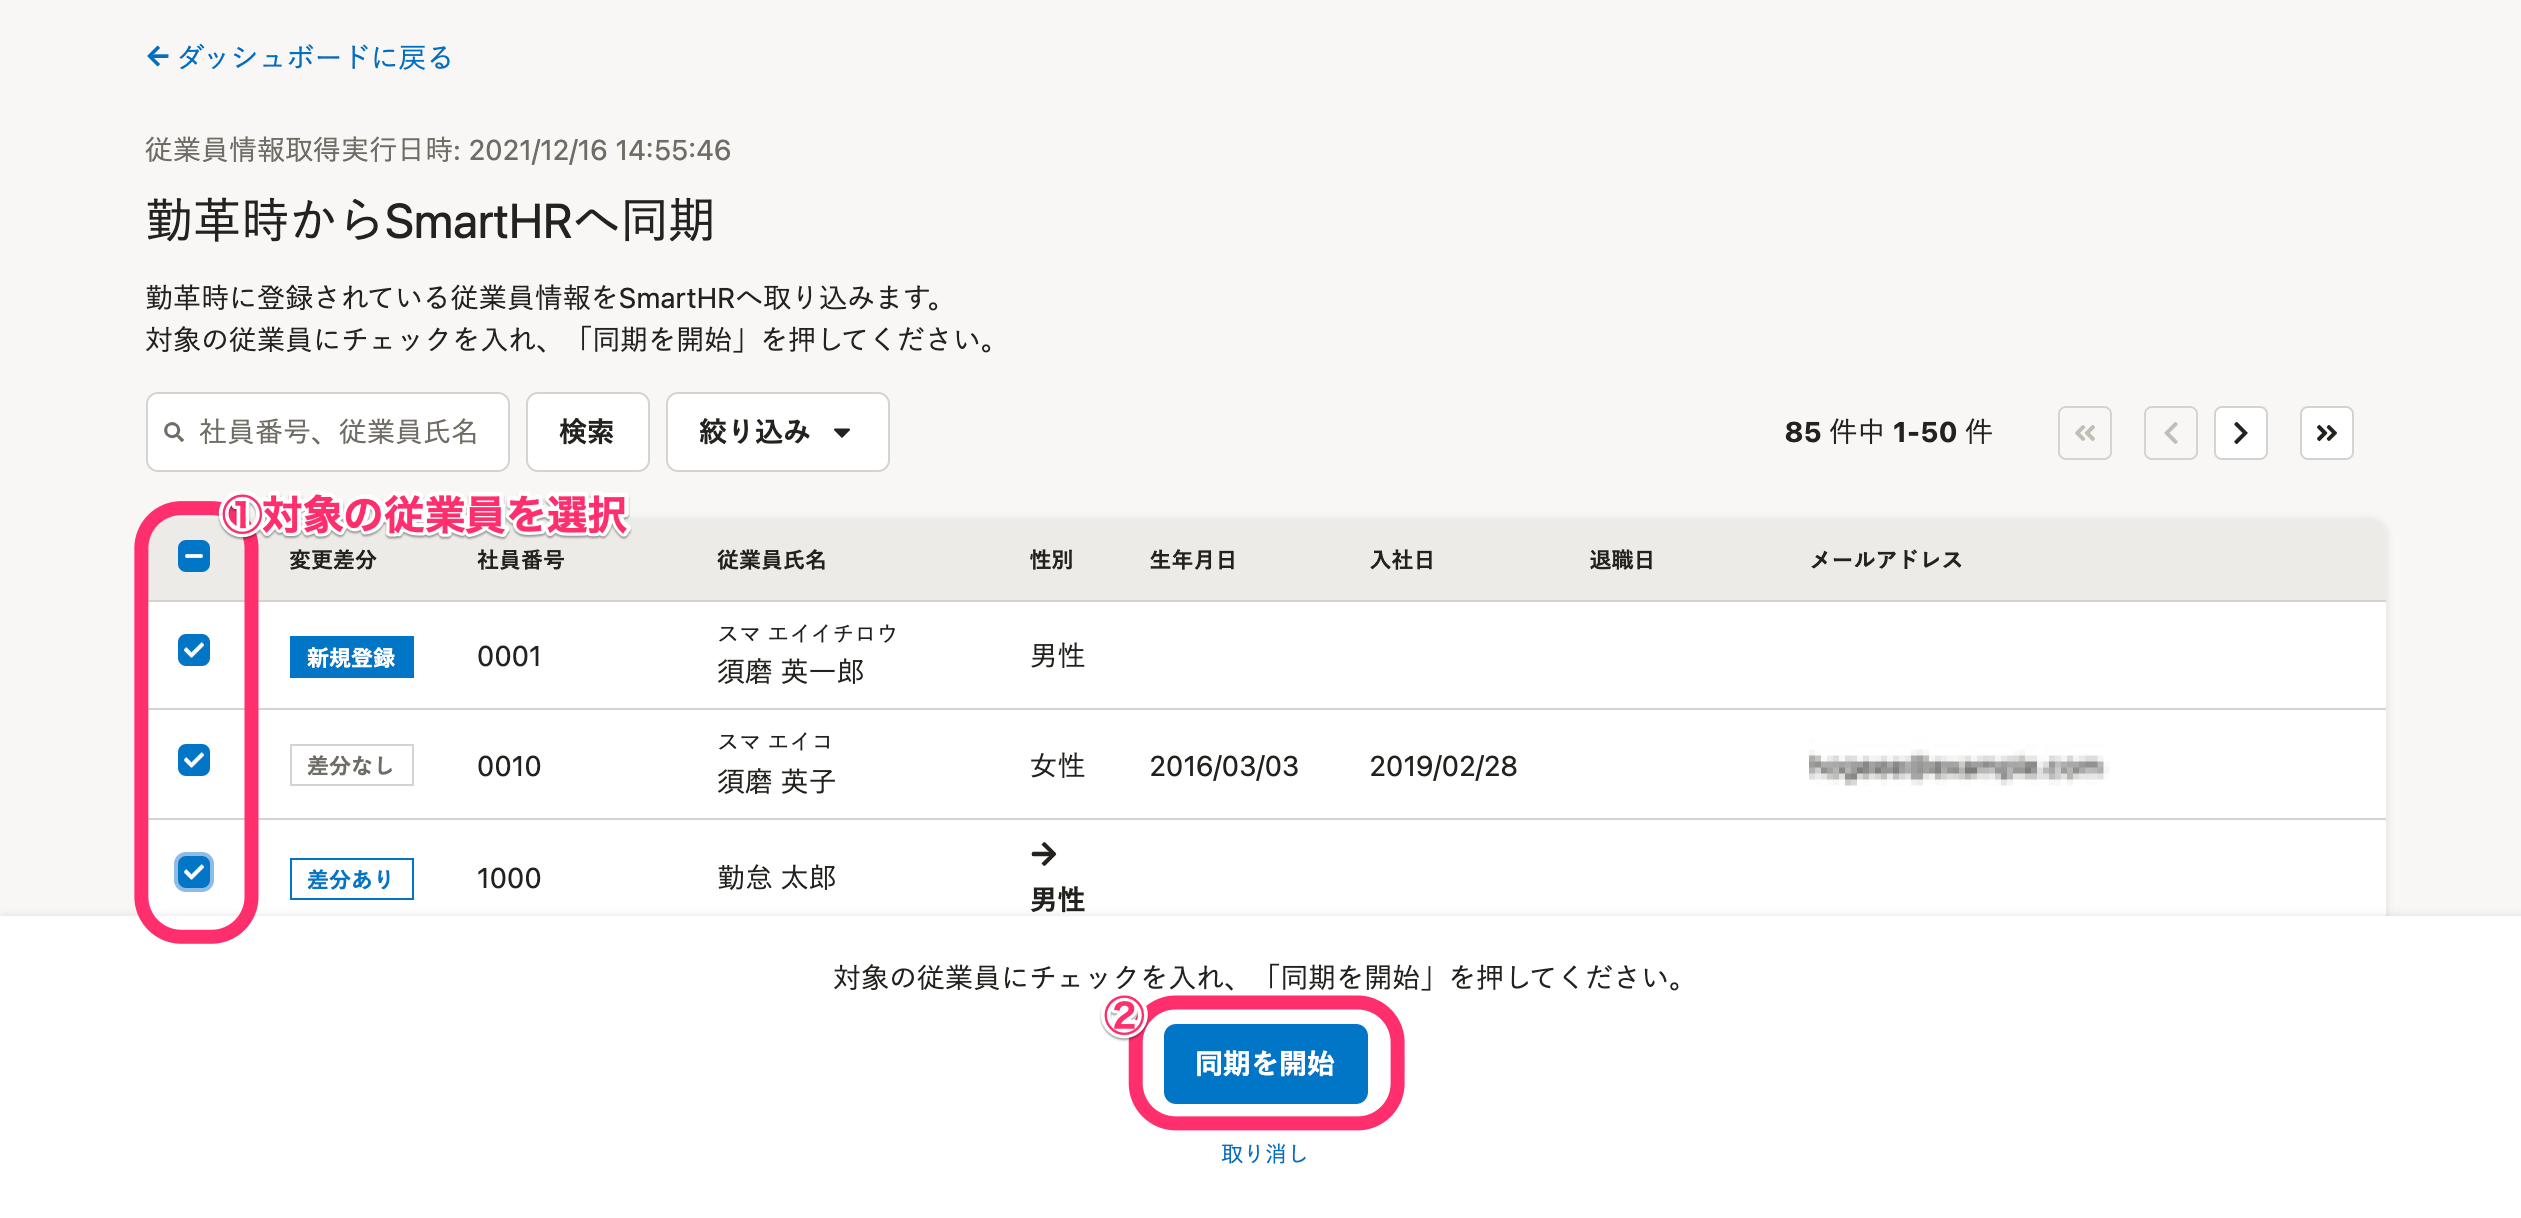 ダッシュボードに戻る
従業員情報取得実行日時: 2021/12/16 14:55:46
勤革時からSmartHRへ同期
勤革時に登録されている従業員情報をSmartHRへ取り込みます。
対象の従業員にチェックを入れ、「同期を開始」を押してください。
社員番号、従業員氏名
検索
絞り込み
85 件中 1-50 件
①対象の従業員を選択
変更差分 社員番号 従業員氏名 性別 生年月日 入社日 退職日 メールアドレス
スマ エイイチロウ
新規登録 0001 須磨 英一郎 男性
スマ エイコ
差分なし 0010 須磨 英子 女性 2016/03/03 2019/02/28
差分あり 1000 勤怠 太郎 → 男性
対象の従業員にチェックを入れ、「同期を開始」を押してください。
②
同期を開始
取り消し